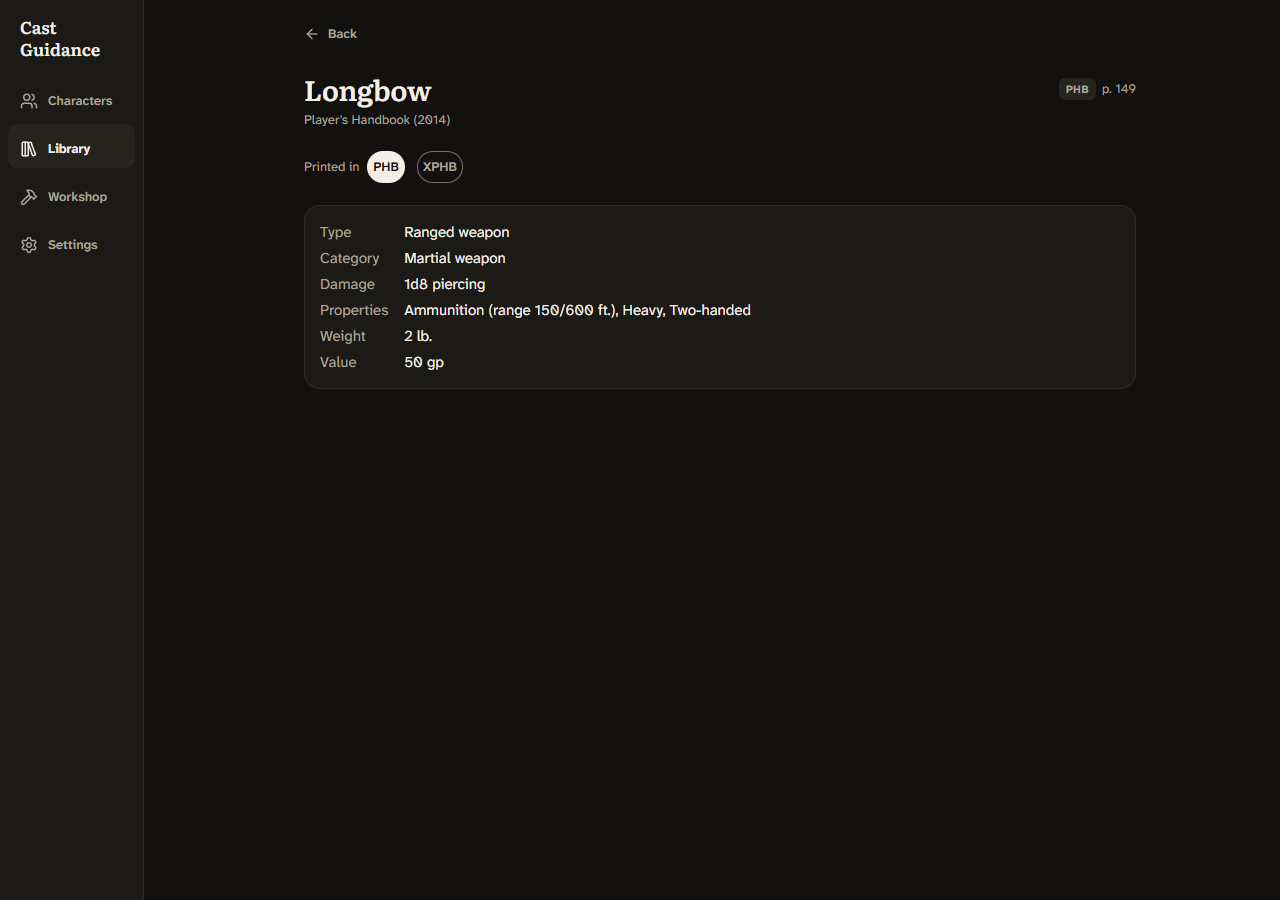 Cast
Guidance
Characters
Library
Workshop
Settings
Back
Longbow
PHB p. 149
Player's Handbook (2014)
Printed in PHB XPHB
Type Ranged weapon
Category Martial weapon
Damage 1d8 piercing
Properties Ammunition (range 150/600 ft.), Heavy, Two-handed
Weight 2 lb.
Value 50 gp